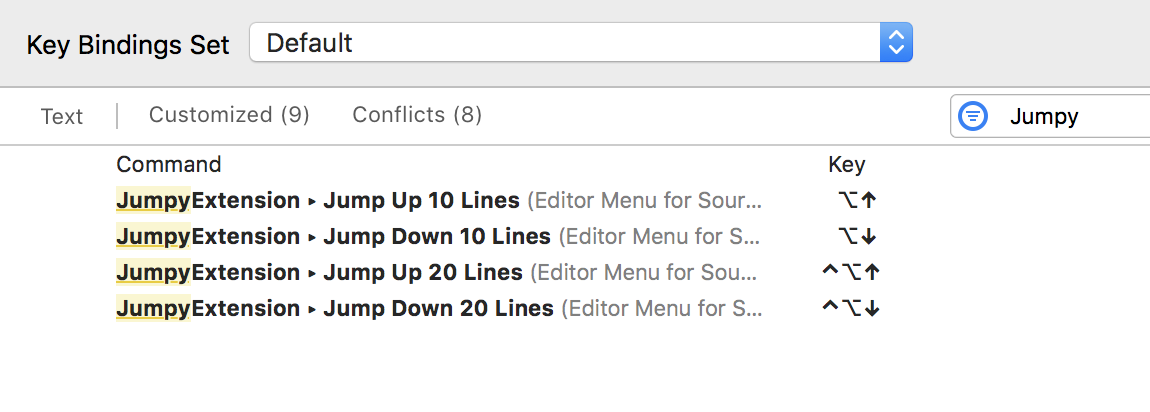 Key Bindings Set Default
Text Customized (9) Conflicts (8) Jumpy
Command Key
JumpyExtension ▸ Jump Up 10 Lines (Editor Menu for Sour... ⌥↑
JumpyExtension ▸ Jump Down 10 Lines (Editor Menu for S... ⌥↓
JumpyExtension ▸ Jump Up 20 Lines (Editor Menu for Sou... ^⌥↑
JumpyExtension ▸ Jump Down 20 Lines (Editor Menu for S... ^⌥↓